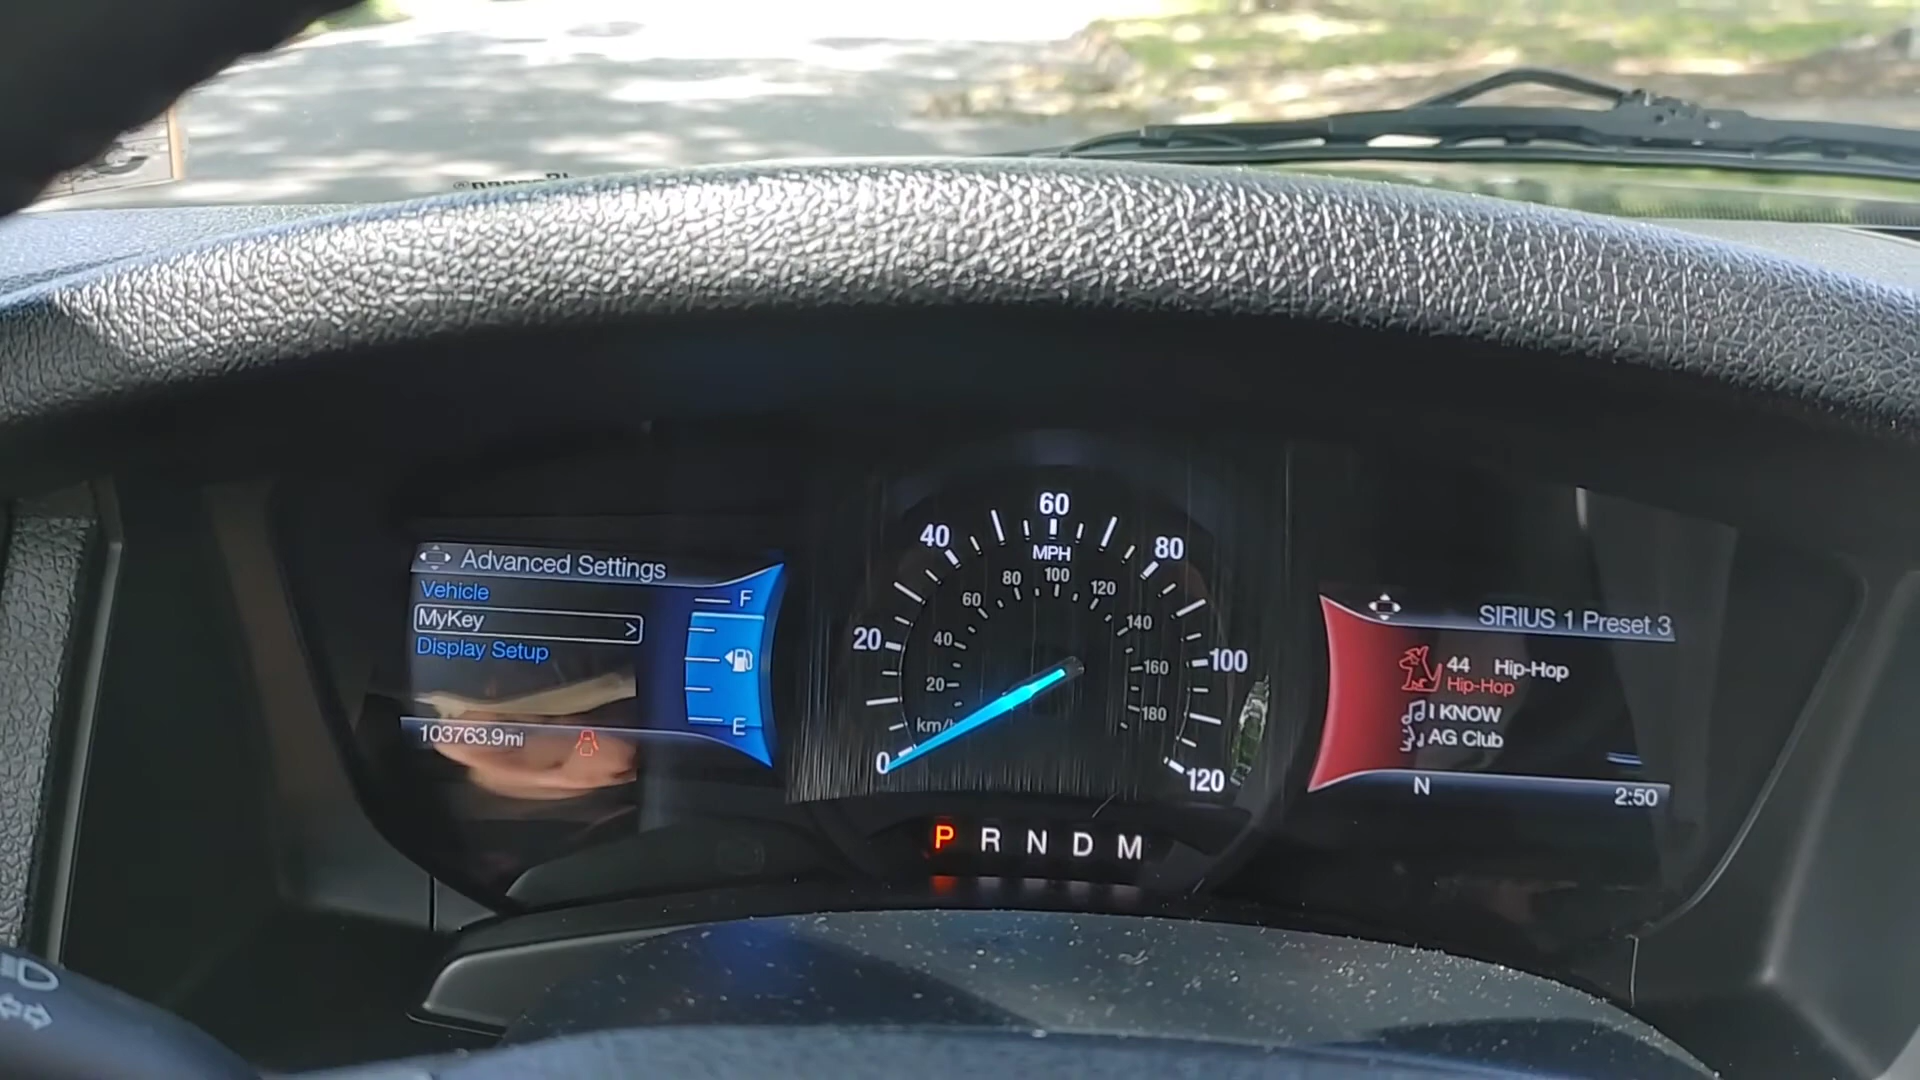 Advanced Settings
Vehicle
MyKey >
Display Setup
F
E
103763.9mi
0
20
40
60
80
100
120
MPH
20
40
60
80
100
120
140
160
180
P R N D M
SIRIUS 1 Preset 3
44 Hip-Hop
Hip-Hop
I KNOW
AG Club
N
2:50